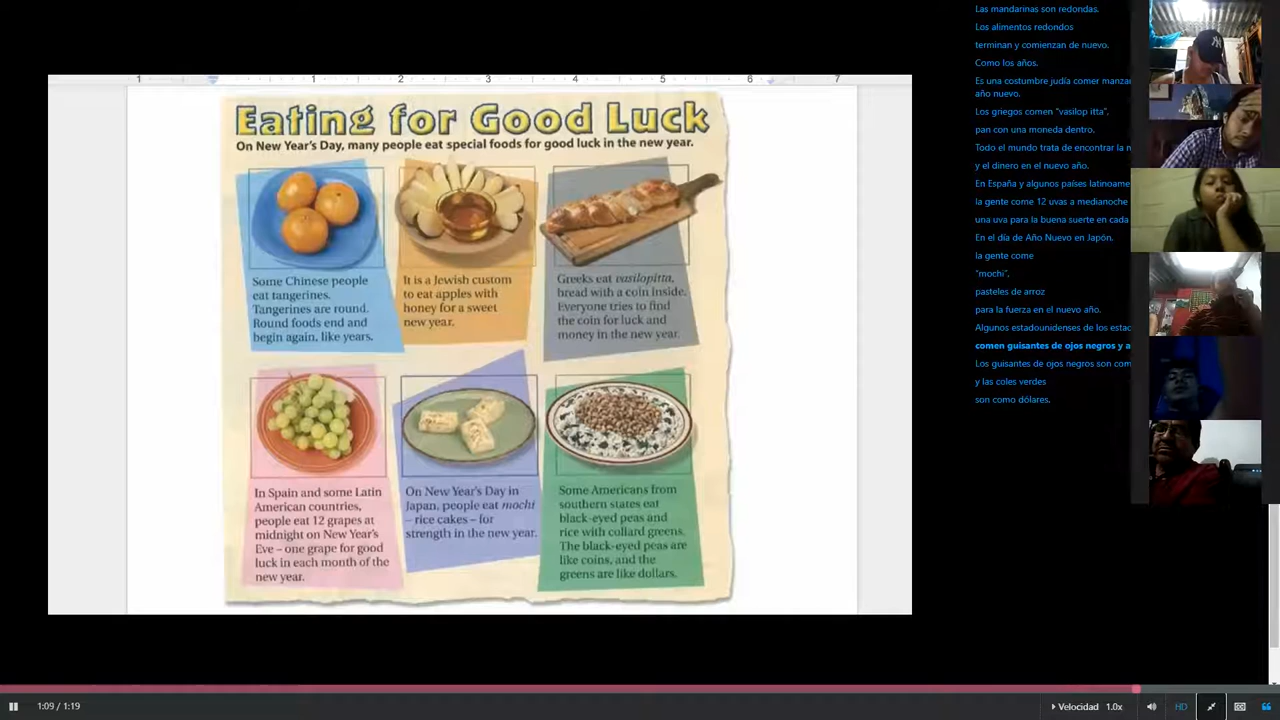 1 1 2 3 4 5 6 7
Eating for Good Luck
On New Year's Day, many people eat special foods for good luck in the new year.
Some Chinese people
eat tangerines.
Tangerines are round.
Round foods end and
begin again, like years.
It is a Jewish custom
to eat apples with
honey for a sweet
new year.
Greeks eat vasilopitta,
bread with a coin inside.
Everyone tries to find
the coin for luck and
money in the new year.
In Spain and some Latin
American countries,
people eat 12 grapes at
midnight on New Year's
Eve – one grape for good
luck in each month of the
new year.
On New Year's Day in
Japan, people eat mochi
– rice cakes – for
strength in the new year.
Some Americans from
southern states eat
black-eyed peas and
rice with collard greens.
The black-eyed peas are
like coins, and the
greens are like dollars.
Las mandarinas son redondas.
Los alimentos redondos
terminan y comienzan de nuevo.
Como los años.
Es una costumbre judía comer
año nuevo.
Los griegos comen “vasilop itta”,
pan con una moneda dentro.
Todo el mundo trata de encontrar la
y el dinero en el nuevo año.
En España y algunos países
la gente come 12 uvas a medianoche
una uva para la buena suerte en cada
En el día de Año Nuevo en Japón.
la gente come
“mochi”,
pasteles de arroz
para la fuerza en el nuevo año.
Algunos estadounidenses de los
comen guisantes de ojos negros y
Los guisantes de ojos negros son
y las coles verdes
son como dólares.
1:09 / 1:19
Velocidad 1.0x
HD